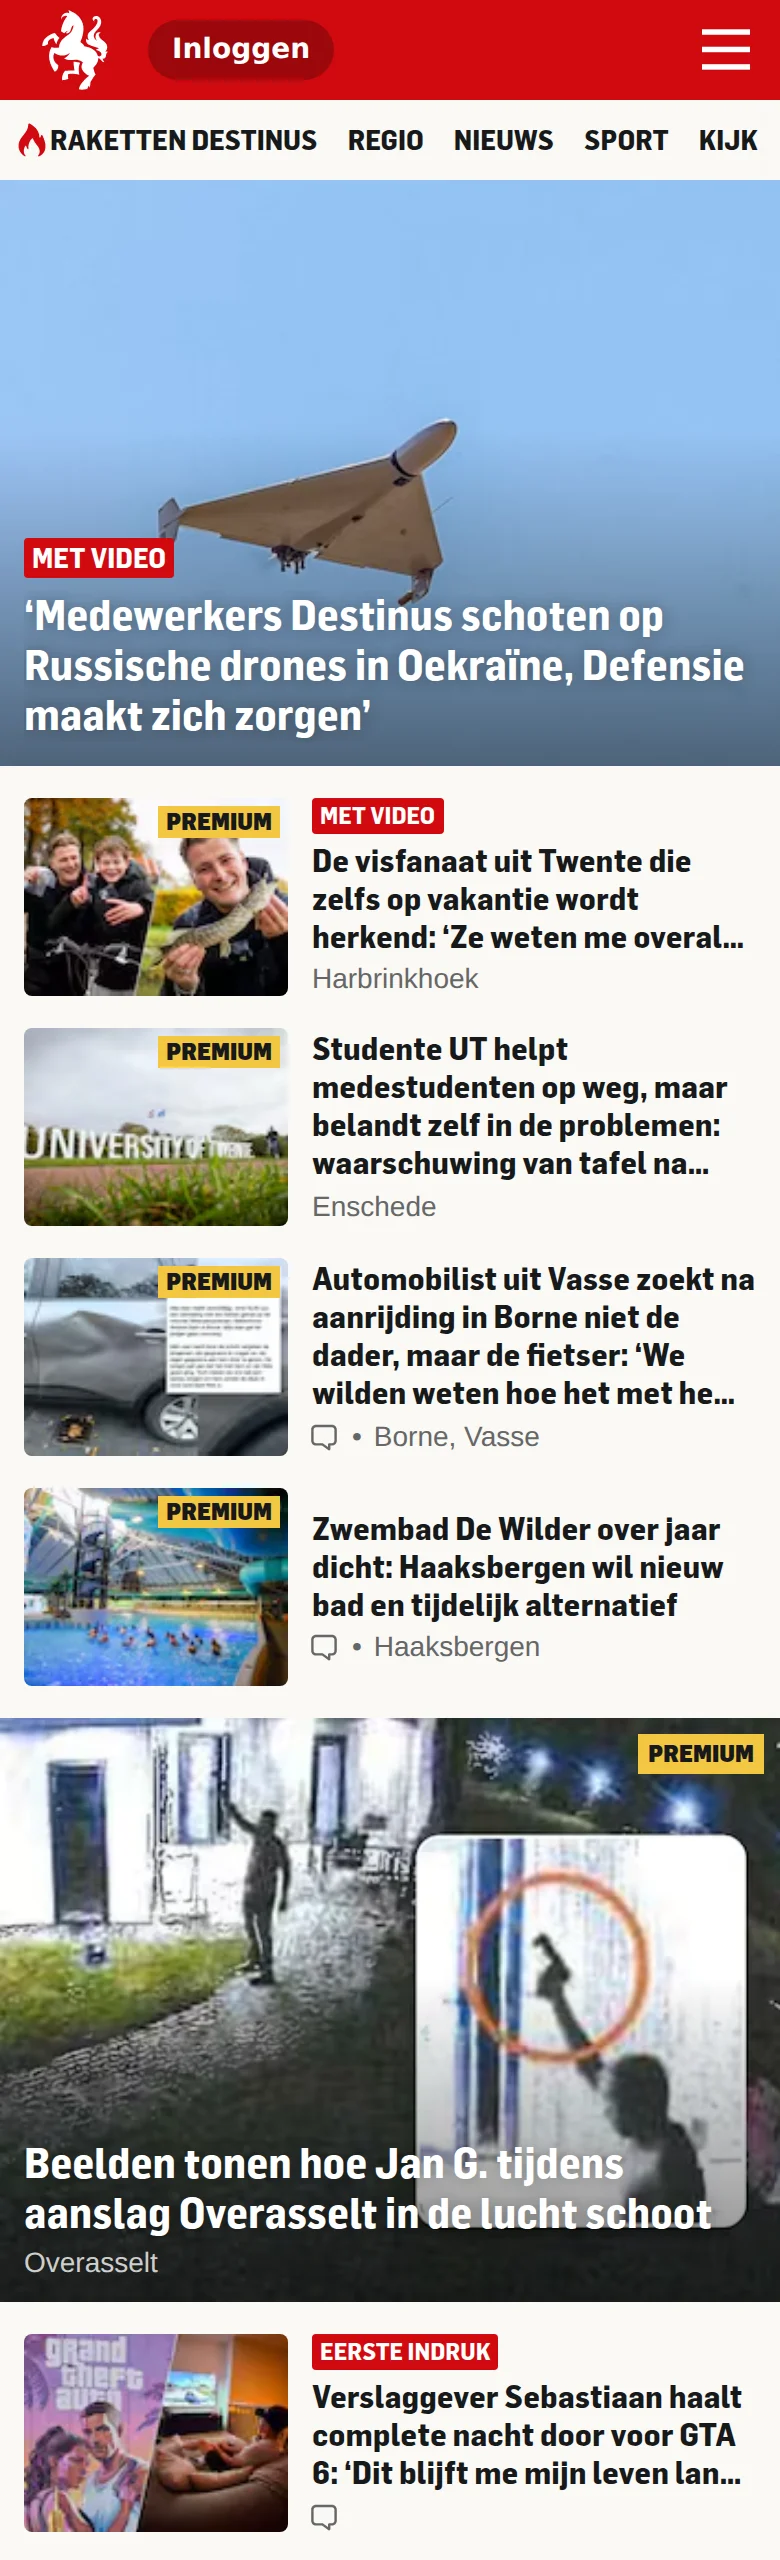 Inloggen
RAKETTEN DESTINUS REGIO NIEUWS SPORT KIJK
MET VIDEO
‘Medewerkers Destinus schoten op
Russische drones in Oekraïne, Defensie
maakt zich zorgen’
PREMIUM
MET VIDEO
De visfanaat uit Twente die
zelfs op vakantie wordt
herkend: ‘Ze weten me overal...
Harbrinkhoek
PREMIUM
UNIVERSITY OF TWENTE.
Studente UT helpt
medestudenten op weg, maar
belandt zelf in de problemen:
waarschuwing van tafel na...
Enschede
PREMIUM
Automobilist uit Vasse zoekt na
aanrijding in Borne niet de
dader, maar de fietser: ‘We
wilden weten hoe het met he...
• Borne, Vasse
PREMIUM
Zwembad De Wilder over jaar
dicht: Haaksbergen wil nieuw
bad en tijdelijk alternatief
• Haaksbergen
PREMIUM
Beelden tonen hoe Jan G. tijdens
aanslag Overasselt in de lucht schoot
Overasselt
grand
theft
auto
EERSTE INDRUK
Verslaggever Sebastiaan haalt
complete nacht door voor GTA
6: ‘Dit blijft me mijn leven lan...